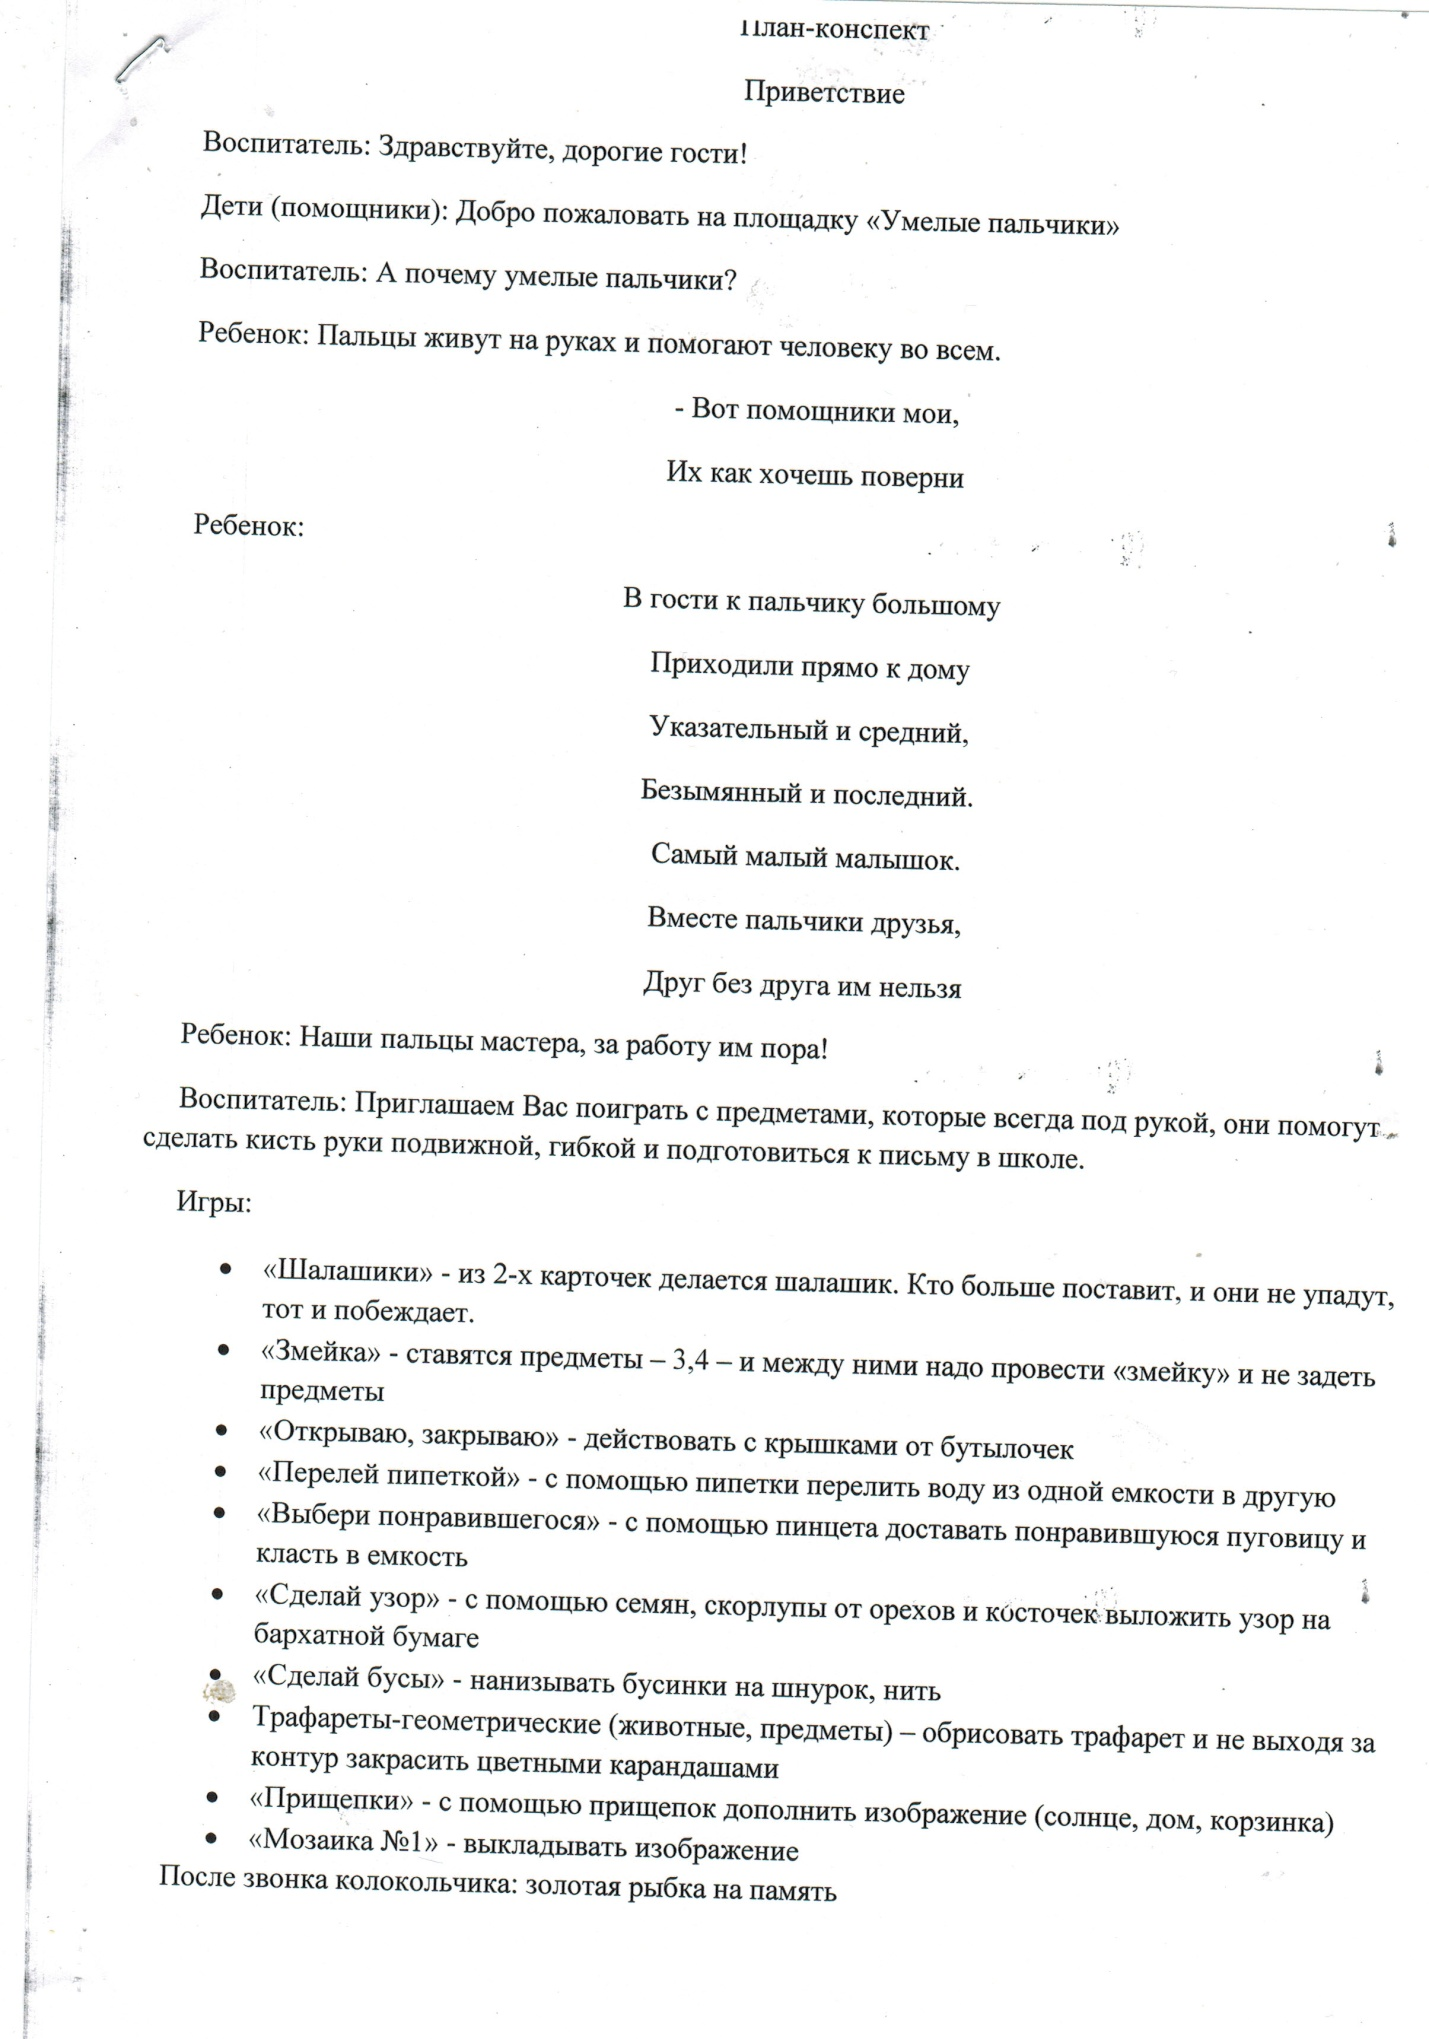 План-конспект
Приветствие
Воспитатель: Здравствуйте, дорогие гости!
Дети (помощники): Добро пожаловать на площадку «Умелые пальчики»
Воспитатель: А почему умелые пальчики?
Ребенок: Пальцы живут на руках и помогают человеку во всем.
- Вот помощники мои,
Их как хочешь поверни
Ребенок:
В гости к пальчику большому
Приходили прямо к дому
Указательный и средний,
Безымянный и последний.
Самый малый малышок.
Вместе пальчики друзья,
Друг без друга им нельзя
Ребенок: Наши пальцы мастера, за работу им пора!
Воспитатель: Приглашаем Вас поиграть с предметами, которые всегда под рукой, они помогут
сделать кисть руки подвижной, гибкой и подготовиться к письму в школе.
Игры:
• «Шалашики» - из 2-х карточек делается шалашик. Кто больше поставит, и они не упадут,
тот и побеждает.
• «Змейка» - ставятся предметы – 3,4 – и между ними надо провести «змейку» и не задеть
предметы
• «Открываю, закрываю» - действовать с крышками от бутылочек
• «Перелей пипеткой» - с помощью пипетки перелить воду из одной емкости в другую
• «Выбери понравившегося» - с помощью пинцета доставать понравившуюся пуговицу и
класть в емкость
• «Сделай узор» - с помощью семян, скорлупы от орехов и косточек выложить узор на
бархатной бумаге
• «Сделай бусы» - нанизывать бусинки на шнурок, нить
• Трафареты-геометрические (животные, предметы) – обрисовать трафарет и не выходя за
контур закрасить цветными карандашами
• «Прищепки» - с помощью прищепок дополнить изображение (солнце, дом, корзинка)
• «Мозаика №1» - выкладывать изображение
После звонка колокольчика: золотая рыбка на память